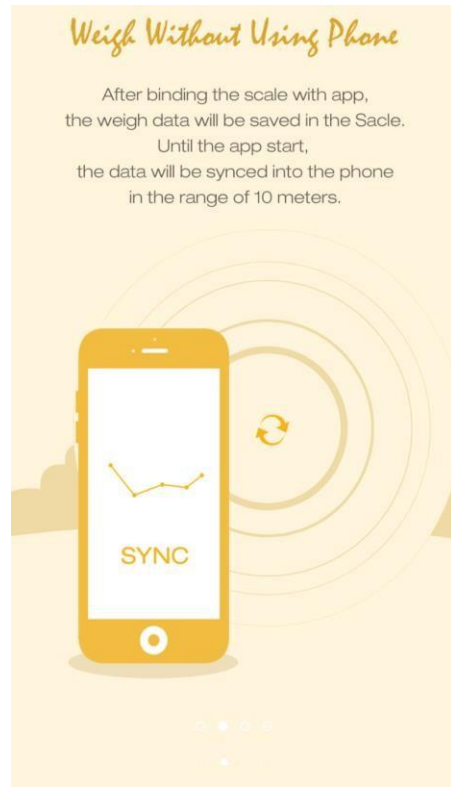 Weigh Without Using Phone
After binding the scale with app,
the weigh data will be saved in the Sacle.
Until the app start,
the data will be synced into the phone
in the range of 10 meters.
SYNC